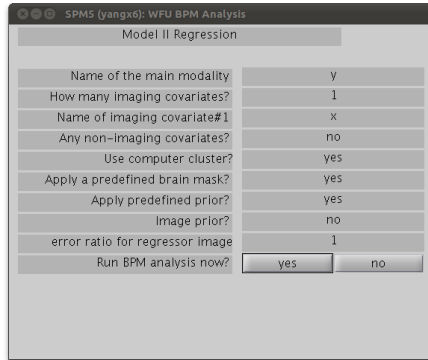 SPM5 (yangx6): WFU BPM Analysis
Model II Regression
Name of the main modality y
How many imaging covariates? 1
Name of imaging covariate#1 x
Any non-imaging covariates? no
Use computer cluster? yes
Apply a predefined brain mask? yes
Apply predefined prior? yes
Image prior? no
error ratio for regressor image 1
Run BPM analysis now? yes no